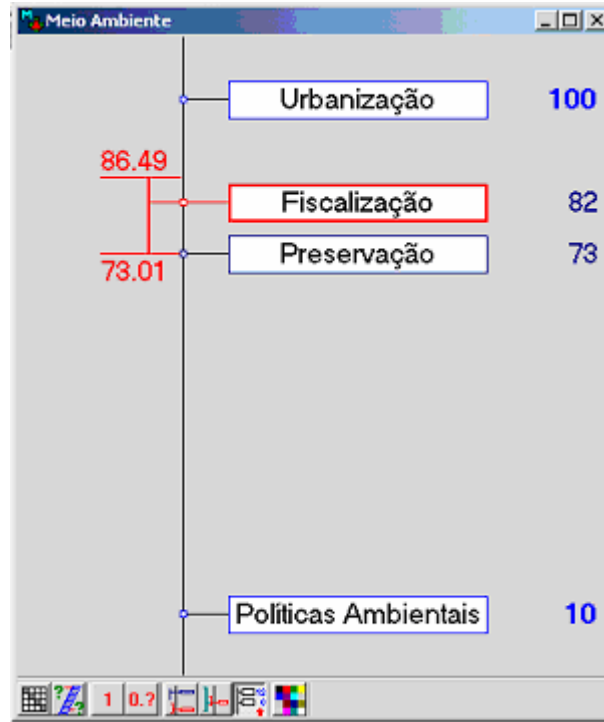 Meio Ambiente
Urbanização 100
86.49
Fiscalização 82
Preservação 73
73.01
Políticas Ambientais 10
1 0.?